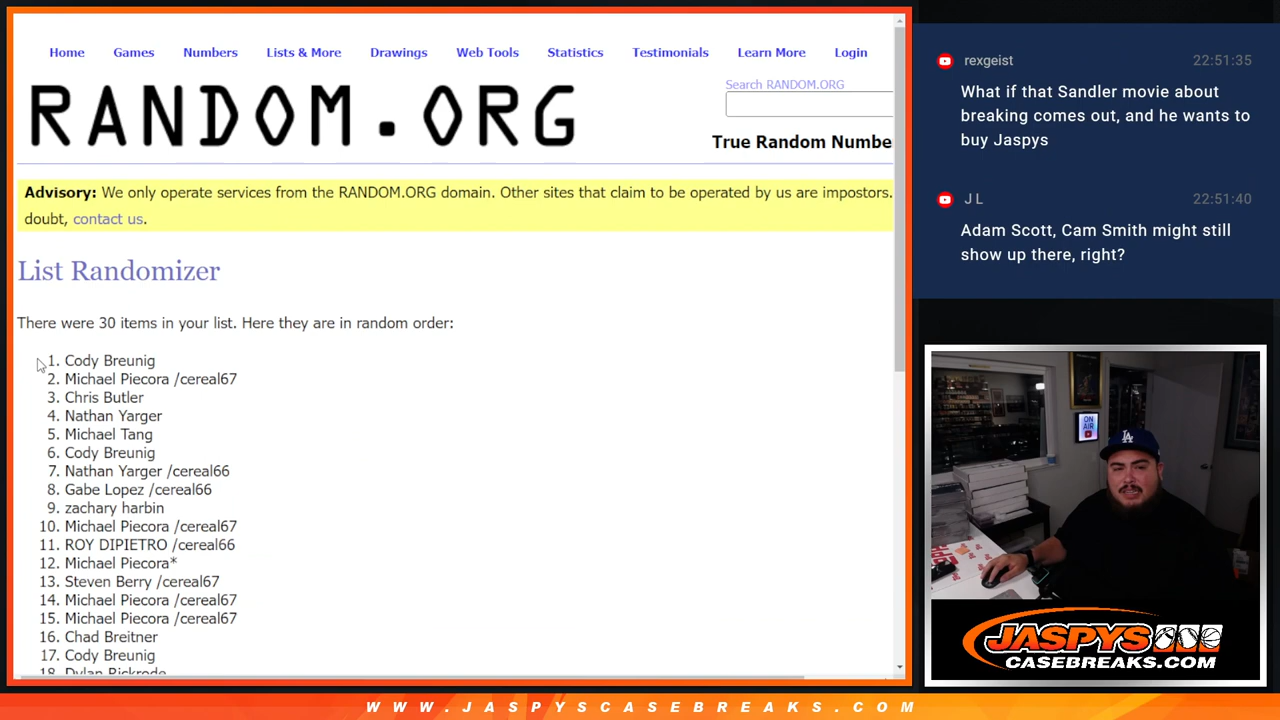 Home Games Numbers Lists & More Drawings Web Tools Statistics Testimonials Learn More Login
RANDOM.ORG
Search RANDOM.ORG
True Random Numbe
Advisory: We only operate services from the RANDOM.ORG domain. Other sites that claim to be operated by us are impostors.
doubt, contact us.
List Randomizer
There were 30 items in your list. Here they are in random order:
1. Cody Breunig
2. Michael Piecora /cereal67
3. Chris Butler
4. Nathan Yarger
5. Michael Tang
6. Cody Breunig
7. Nathan Yarger /cereal66
8. Gabe Lopez /cereal66
9. zachary harbin
10. Michael Piecora /cereal67
11. ROY DIPIETRO /cereal66
12. Michael Piecora*
13. Steven Berry /cereal67
14. Michael Piecora /cereal67
15. Michael Piecora /cereal67
16. Chad Breitner
17. Cody Breunig
18. Dylan
rexgeist 22:51:35
What if that Sandler movie about
breaking comes out, and he wants to
buy Jaspys
J L 22:51:40
Adam Scott, Cam Smith might still
show up there, right?
ON
AIR
LA
JASPYS
CASEBREAKS.COM
WWW.JASPYSCASEBREAKS.COM